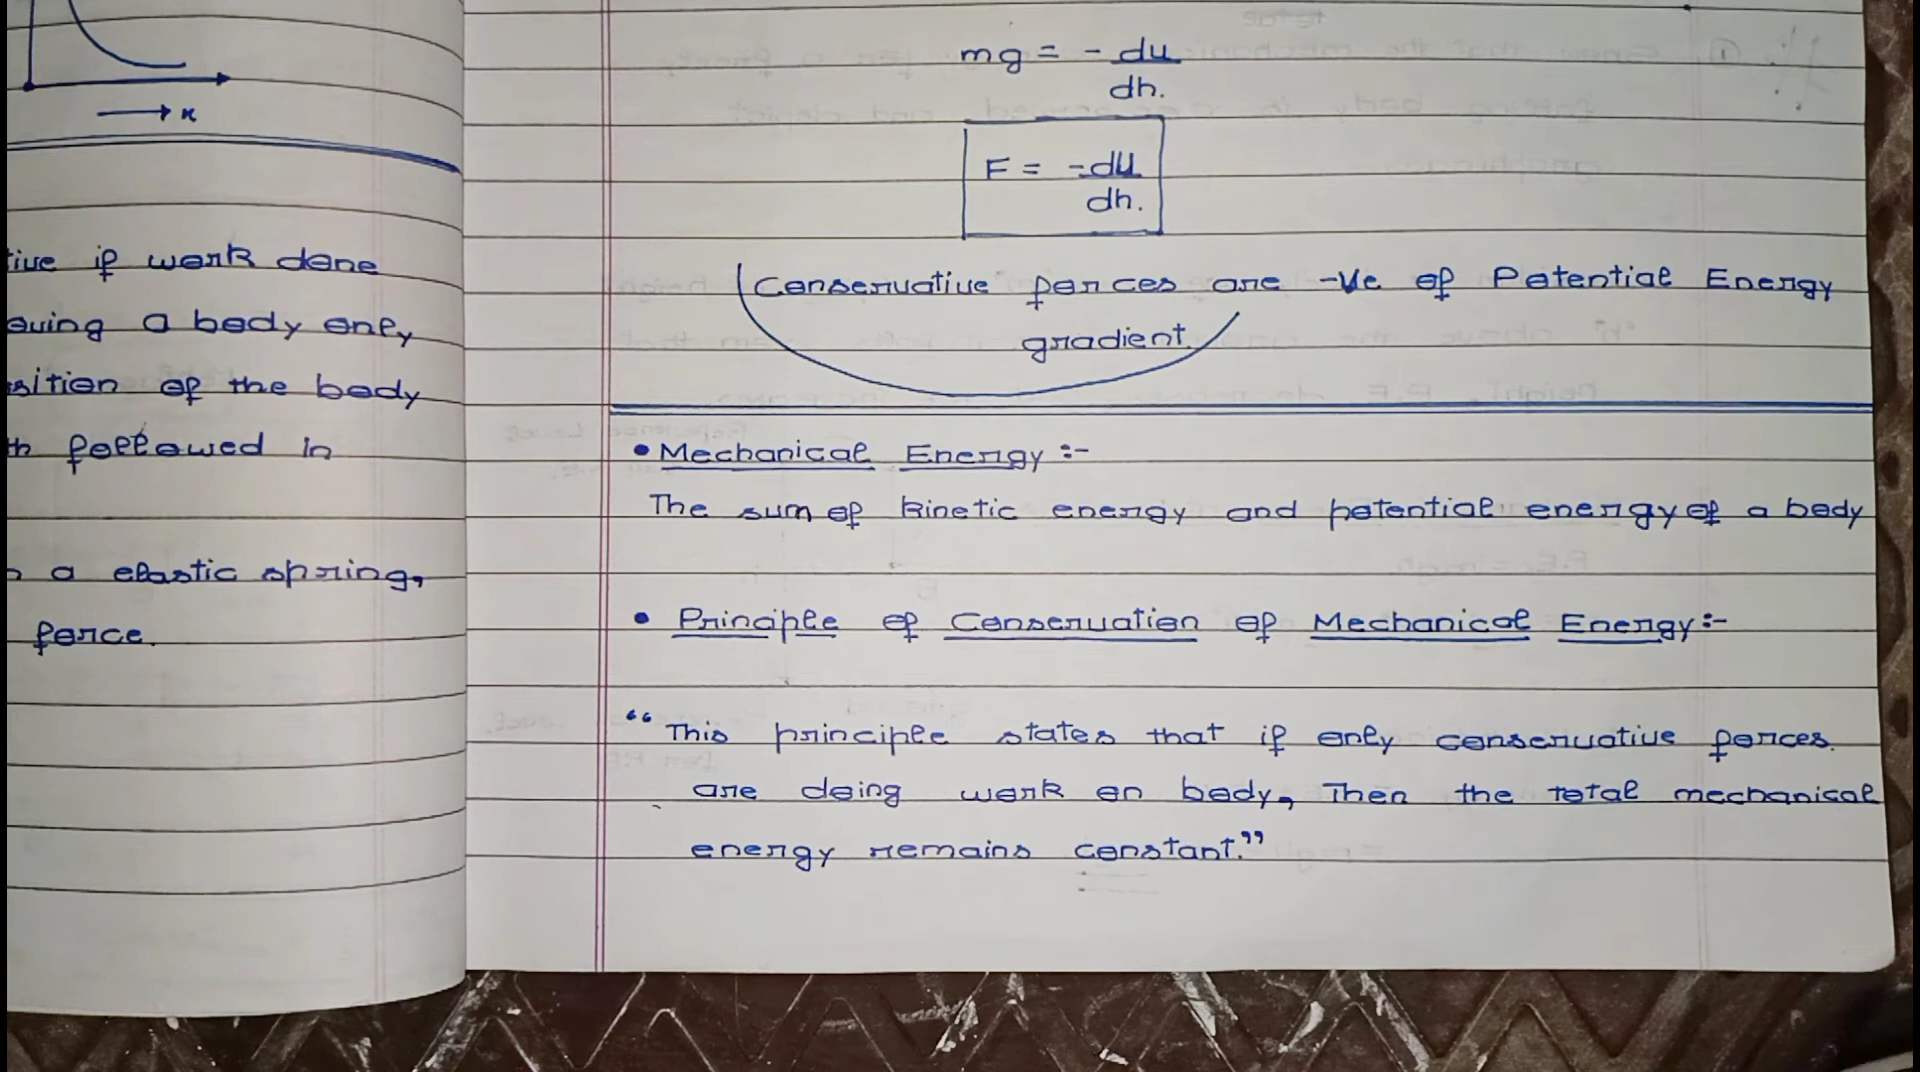 → x
tive if work done
a body only
sition of the body
th followed in
a elastic spring,
force.
mg = - du
dh.
F = -dU
dh.
Conservative forces are -Ve of Potential Energy
gradient.
• Mechanical Energy :-
The sum of kinetic energy and potential energy of a body
• Principle of Conservation of Mechanical Energy :-
“This principle states that if only conservative forces.
are doing work on body, Then the total mechanical
energy remains constant.”